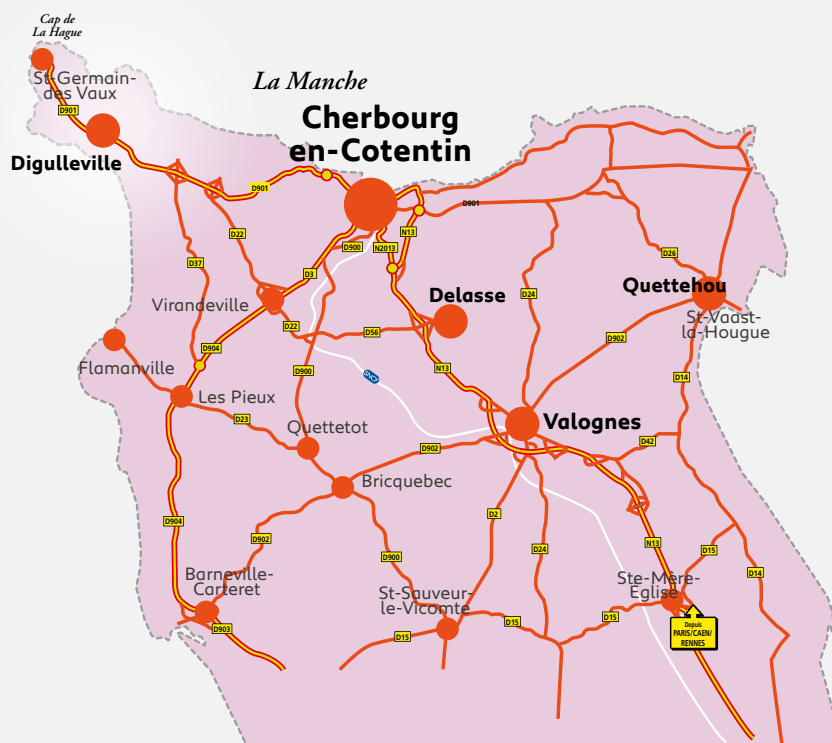 Cap de
La Hague
St-Germain-
des Vaux
D901
Digulleville
La Manche
Cherbourg
en-Cotentin
D901
D901
D22
D900
N2013
N13
D37
D3
D26
Virandeville
Delasse
Quettehou
St-Vaast-
la-Hougue
D24
D22
D56
D902
Flamanville
D904
N13
D900
SNCF
D14
Les Pieux
D23
Quettetot
Valognes
D42
D902
Bricquebec
D904
D2
D902
D24
N13
D15
D900
D14
Barneville-
Carteret
St-Sauveur-
le-Vicomte
Ste-Mère-
Église
D903
D15
D15
D15
Depuis
PARIS/CAEN/
RENNES